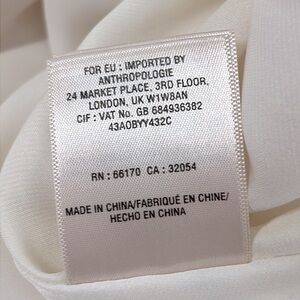 FOR EU : IMPORTED BY
ANTHROPOLOGIE
24 MARKET PLACE, 3RD FLOOR,
LONDON, UK W1W8AN
CIF : VAT No. GB 684936382
43A0BYY432C
RN : 66170 CA : 32054
MADE IN CHINA/FABRIQUÉ EN CHINE/
HECHO EN CHINA